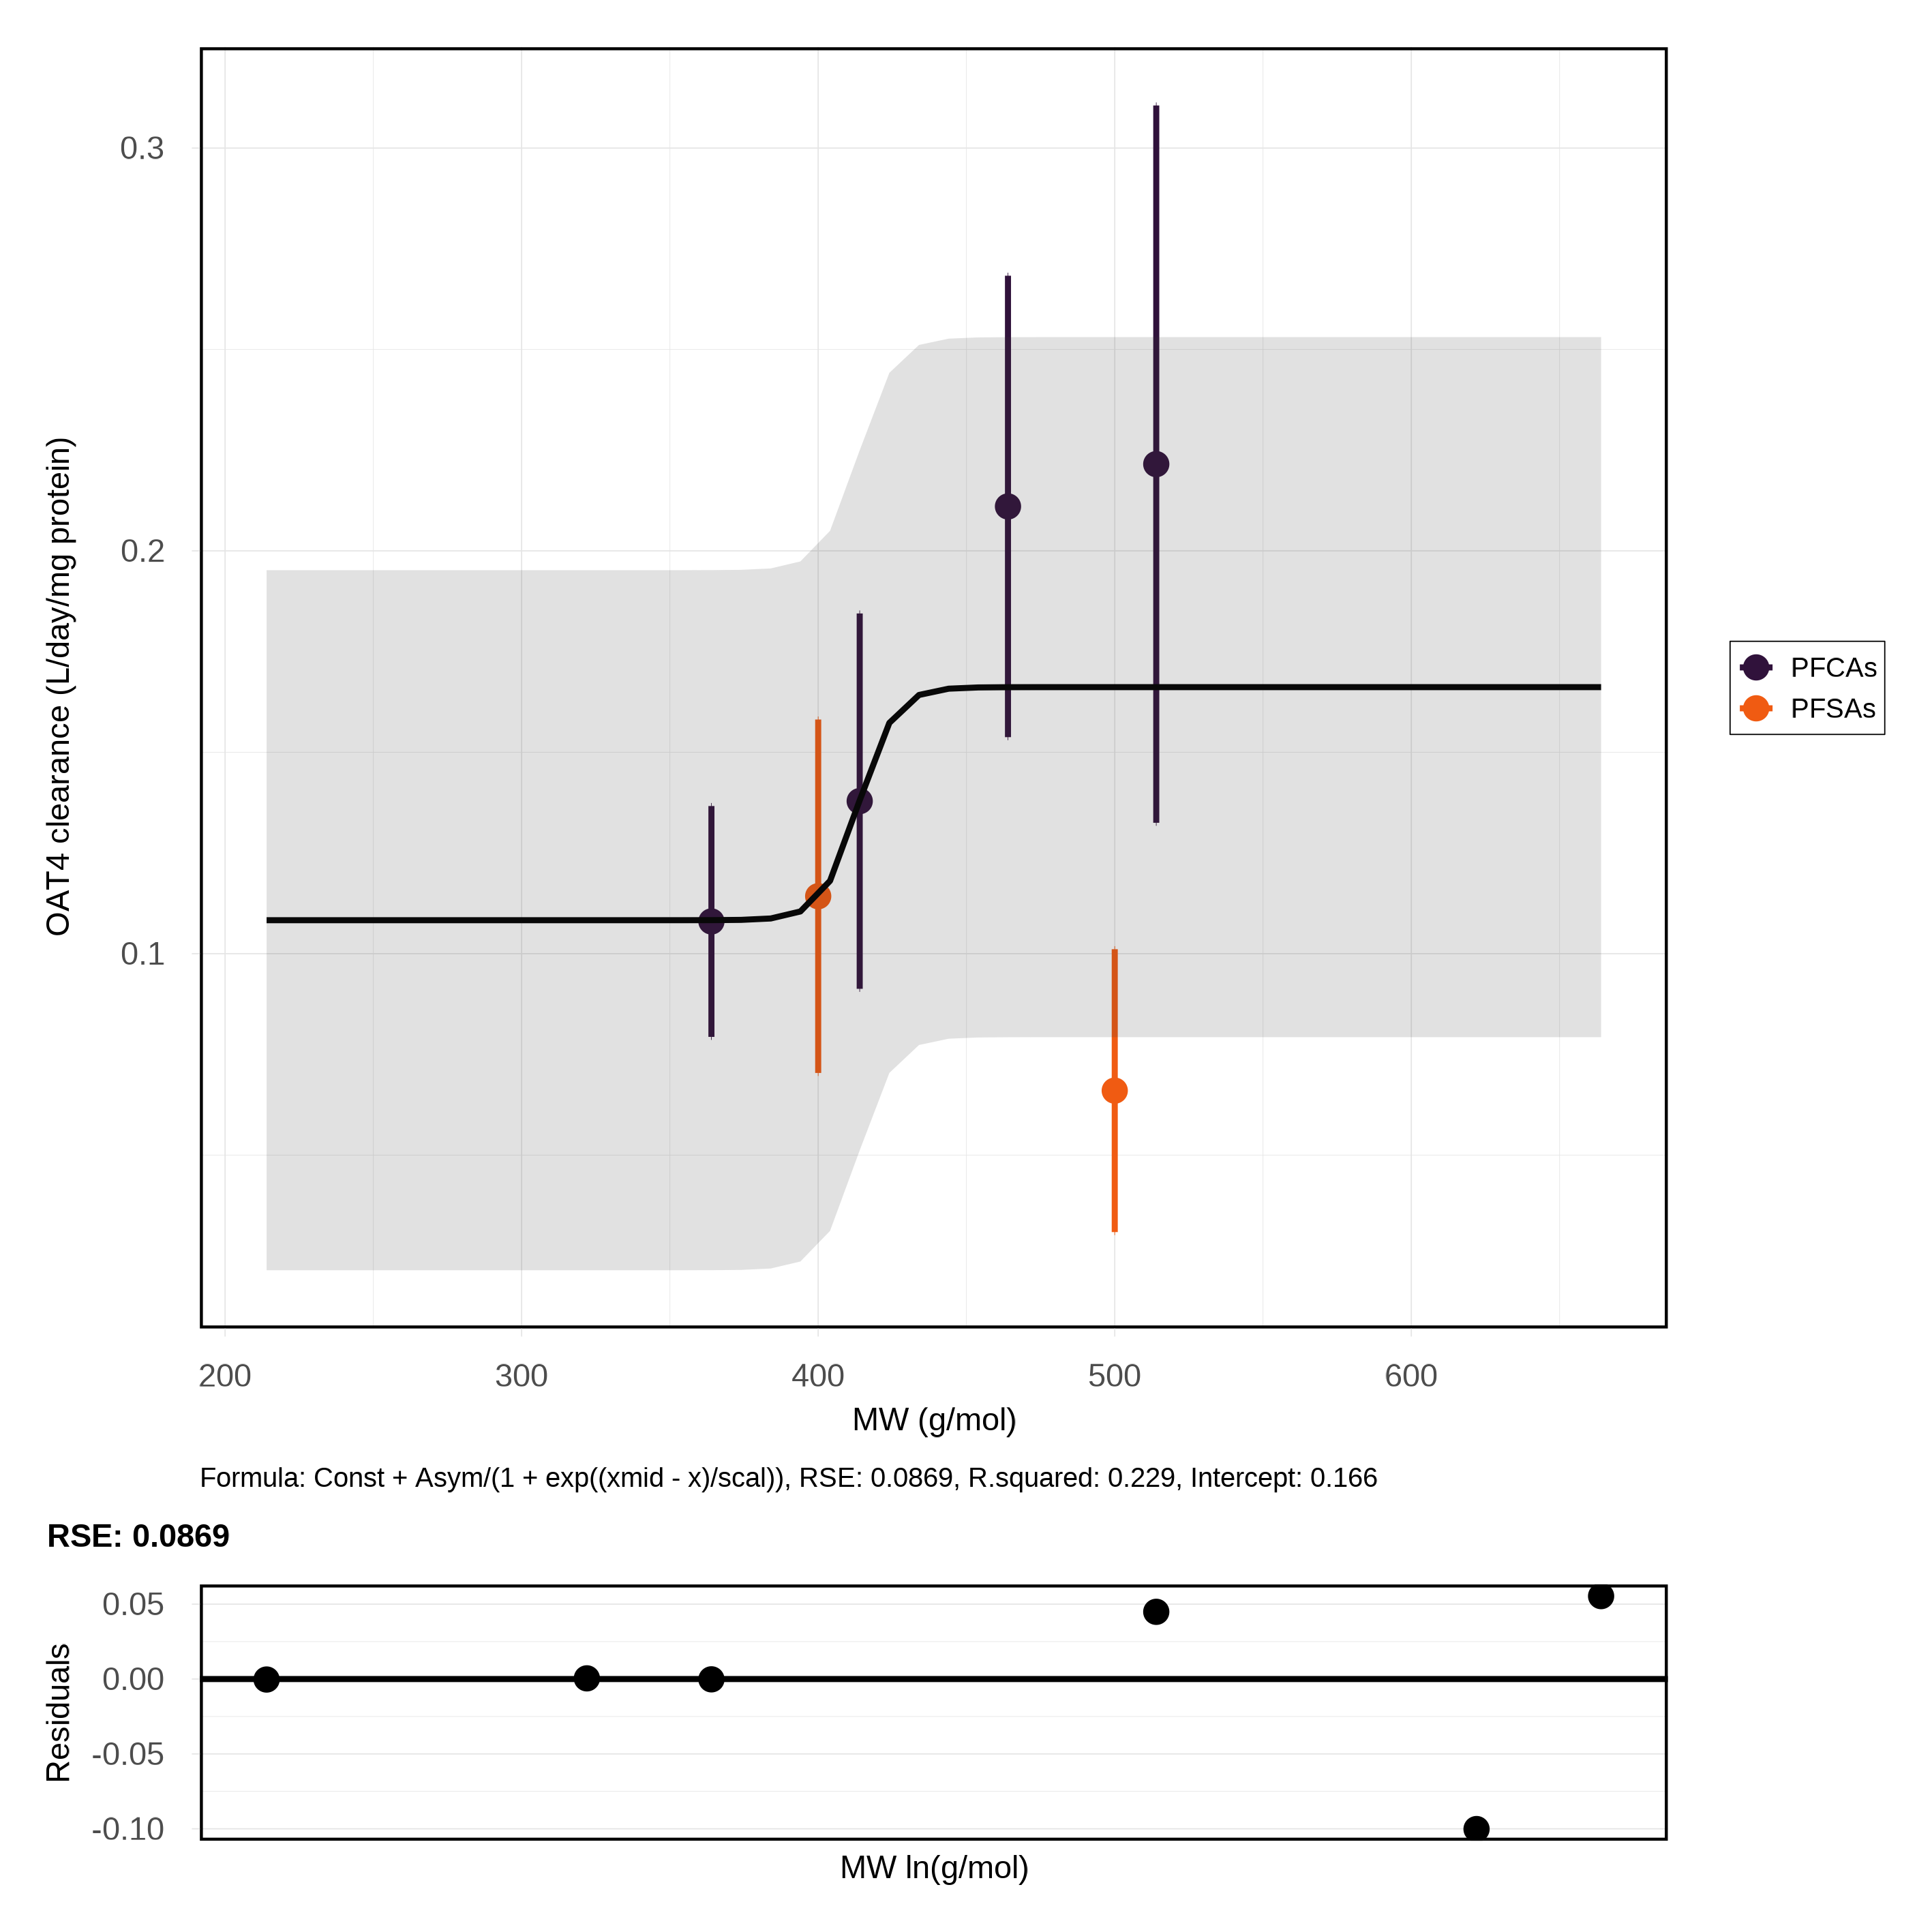 OAT4 clearance (L/day/mg protein)
0.3
0.2
0.1
200 300 400 500 600
MW (g/mol)
PFCAs
PFSAs
Formula: Const + Asym/(1 + exp((xmid - x)/scal)), RSE: 0.0869, R.squared: 0.229, Intercept: 0.166
RSE: 0.0869
Residuals
0.05
0.00
-0.05
-0.10
MW ln(g/mol)